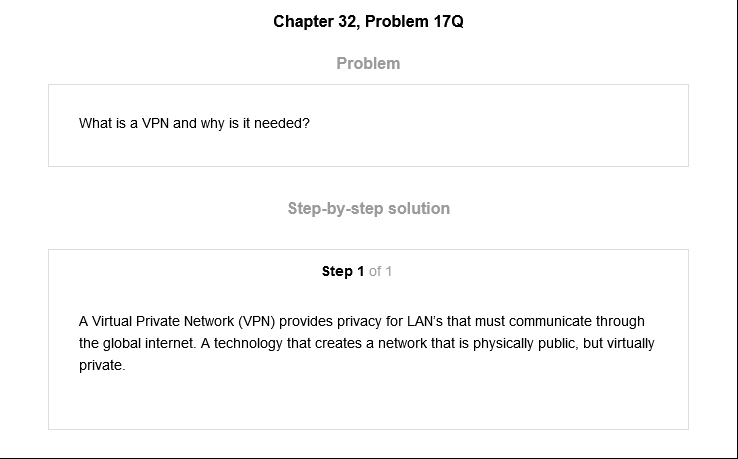 Chapter 32, Problem 17Q
Problem
What is a VPN and why is it needed?
Step-by-step solution
Step 1 of 1
A Virtual Private Network (VPN) provides privacy for LAN's that must communicate through
the global internet. A technology that creates a network that is physically public, but virtually
private.